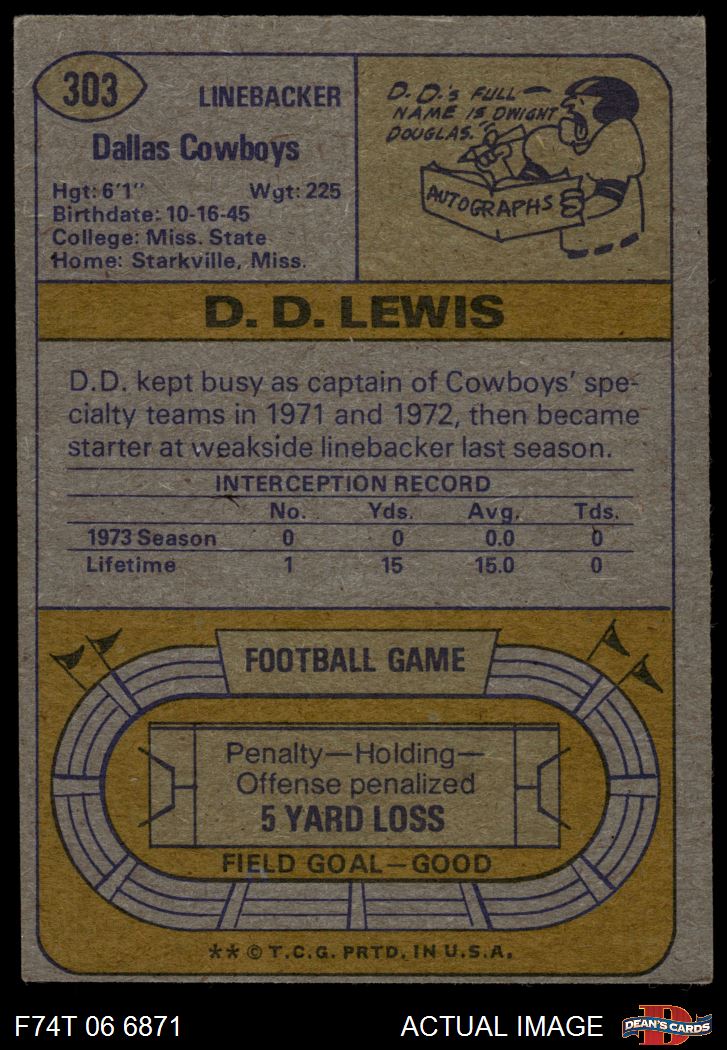 303
LINEBACKER
Dallas Cowboys
Hgt: 6'1" Wgt: 225
Birthdate: 10-16-45
College: Miss. State
Home: Starkville, Miss.
D. D.'s FULL
NAME IS DWIGHT
DOUGLAS.
AUTOGRAPHS
D. D. LEWIS
D.D. kept busy as captain of Cowboys' spe-
cialty teams in 1971 and 1972, then became
starter at weakside linebacker last season.
INTERCEPTION RECORD
No. Yds. Avg. Tds.
1973 Season 0 0 0.0 0
Lifetime 1 15 15.0 0
FOOTBALL GAME
Penalty—Holding—
Offense penalized
5 YARD LOSS
FIELD GOAL—GOOD
** © T.C.G. PRTD. IN U.S.A.
F74T 06 6871 ACTUAL IMAGE
D
DEAN'S CARDS